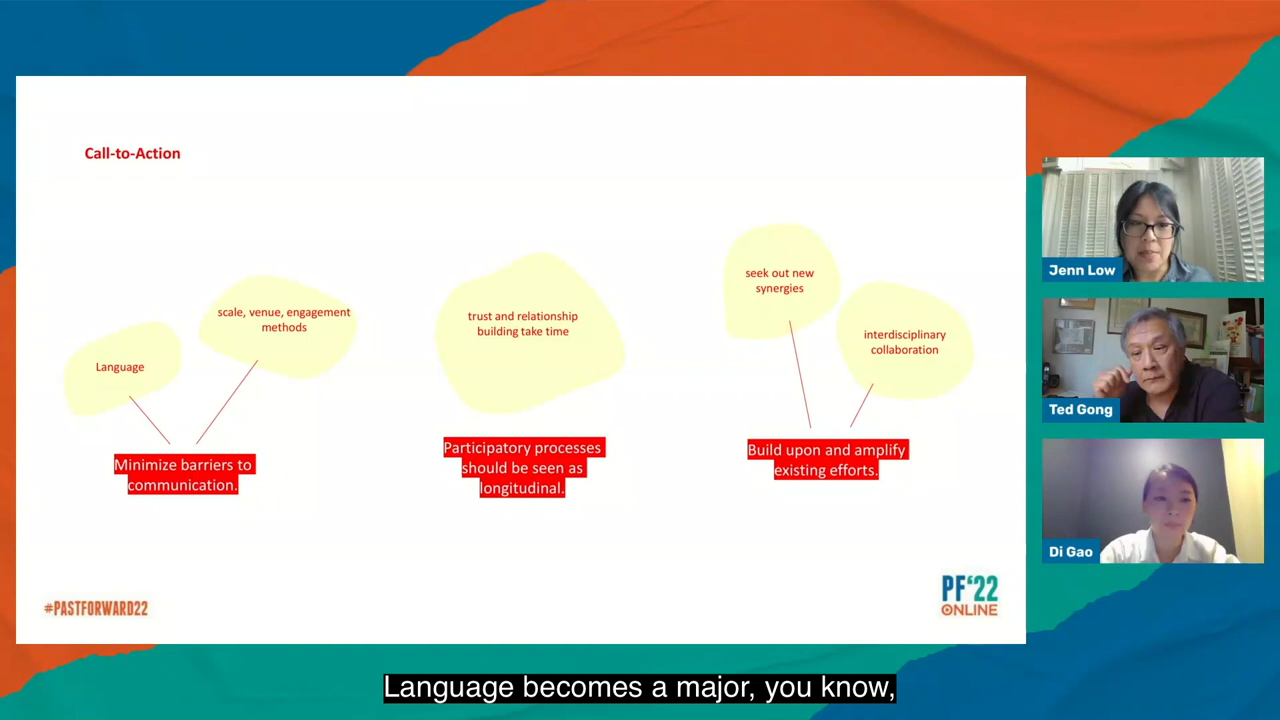 Call-to-Action
Language
scale, venue, engagement
methods
Minimize barriers to
communication.
trust and relationship
building take time
Participatory processes
should be seen as
longitudinal.
seek out new
synergies
interdisciplinary
collaboration
Build upon and amplify
existing efforts.
#PASTFORWARD22
PF'22
ONLINE
Jenn Low
Ted Gong
Di Gao
Language becomes a major, you know,